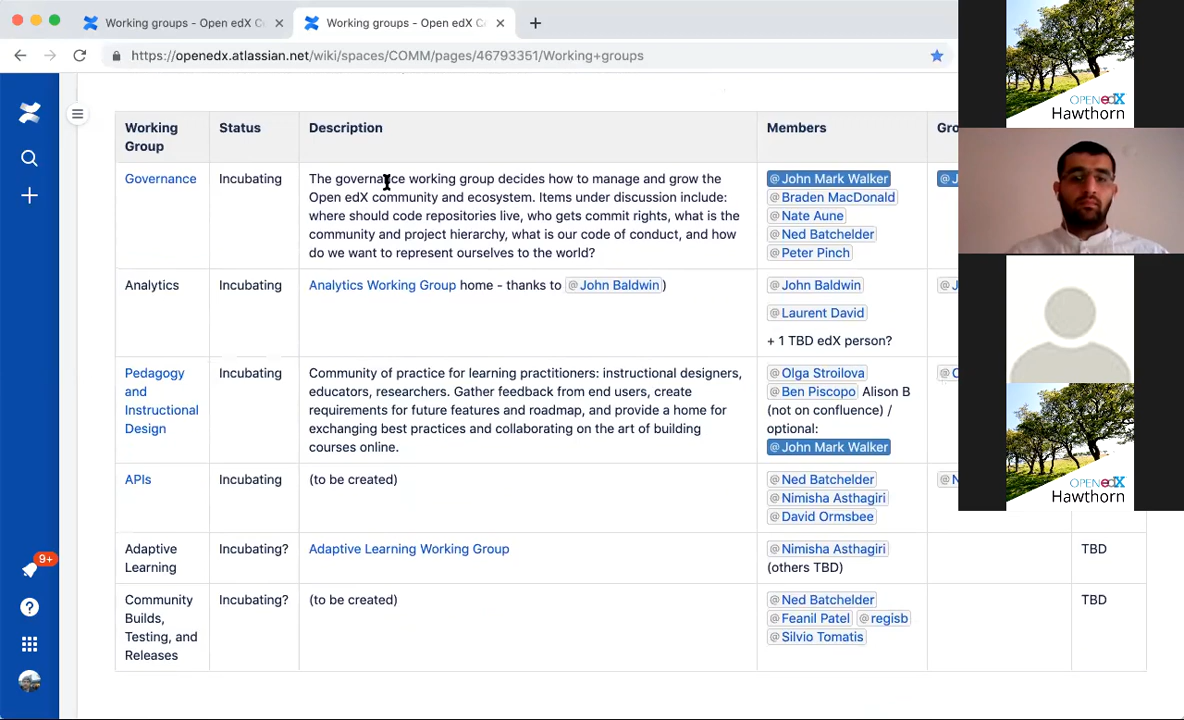 Working groups - Open edX C
Working groups - Open edX C
https://openedx.atlassian.net/wiki/spaces/COMM/pages/46793351/Working+groups
Working Group
Status
Description
Members
Gro
Governance
Incubating
The governance working group decides how to manage and grow the
Open edX community and ecosystem. Items under discussion include:
where should code repositories live, who gets commit rights, what is the
community and project hierarchy, what is our code of conduct, and how
do we want to represent ourselves to the world?
@John Mark Walker
@Braden MacDonald
@Nate Aune
@Ned Batchelder
@Peter Pinch
@J
Analytics
Incubating
Analytics Working Group home - thanks to @John Baldwin)
@John Baldwin
@Laurent David
+ 1 TBD edX person?
@J
Pedagogy
and
Instructional
Design
Incubating
Community of practice for learning practitioners: instructional designers,
educators, researchers. Gather feedback from end users, create
requirements for future features and roadmap, and provide a home for
exchanging best practices and collaborating on the art of building
courses online.
@Olga Stroilova
@Ben Piscopo Alison B
(not on confluence) /
optional:
@John Mark Walker
APIs
Incubating
(to be created)
@Ned Batchelder
@Nimisha Asthagiri
@David Ormsbee
@N
Adaptive
Learning
Incubating?
Adaptive Learning Working Group
@Nimisha Asthagiri
(others TBD)
TBD
Community
Builds,
Testing, and
Releases
Incubating?
(to be created)
@Ned Batchelder
@Feanil Patel @regisb
@Silvio Tomatis
TBD
9+
OPEN edX
Hawthorn
OPEN edX
Hawthorn